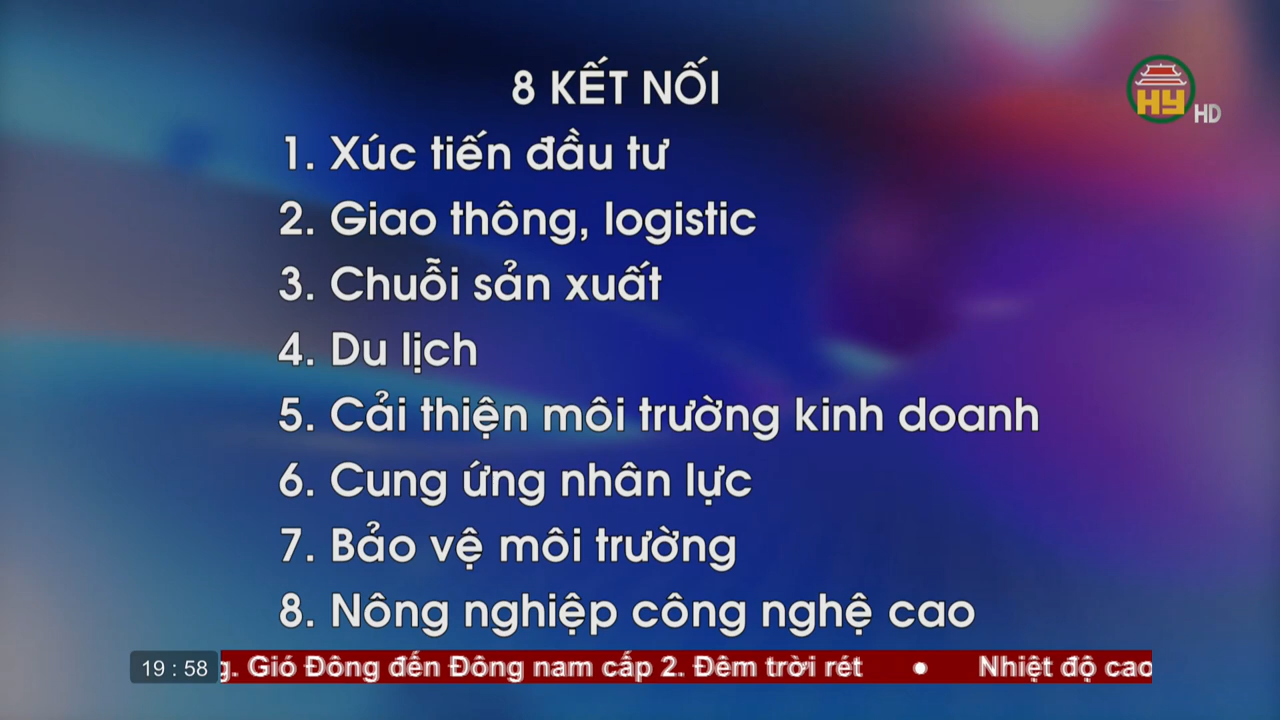 8 KẾT NỐI
HY HD
1. Xúc tiến đầu tư
2. Giao thông, logistic
3. Chuỗi sản xuất
4. Du lịch
5. Cải thiện môi trường kinh doanh
6. Cung ứng nhân lực
7. Bảo vệ môi trường
8. Nông nghiệp công nghệ cao
19 : 58 g. Gió Đông đến Đông nam cấp 2. Đêm trời rét • Nhiệt độ cao